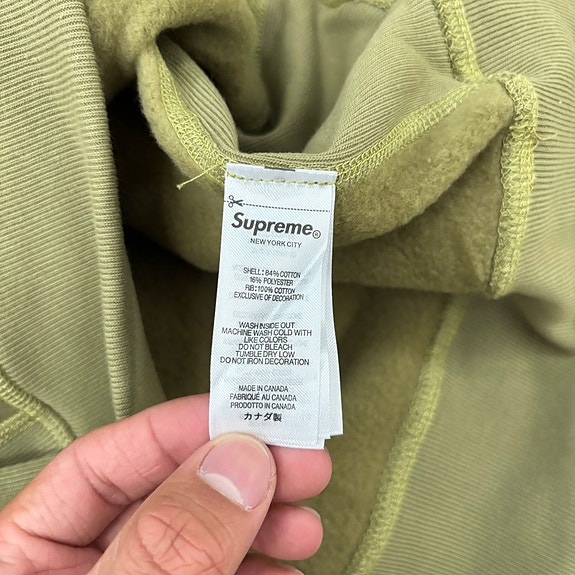 Supreme®
NEW YORK CITY
SHELL: 84% COTTON
16% POLYESTER
RIB: 100% COTTON
EXCLUSIVE OF DECORATION
WASH INSIDE OUT
MACHINE WASH COLD WITH
LIKE COLORS
DO NOT BLEACH
TUMBLE DRY LOW
DO NOT IRON DECORATION
MADE IN CANADA
FABRIQUÉ AU CANADA
PRODOTTO IN CANADA
カナダ製